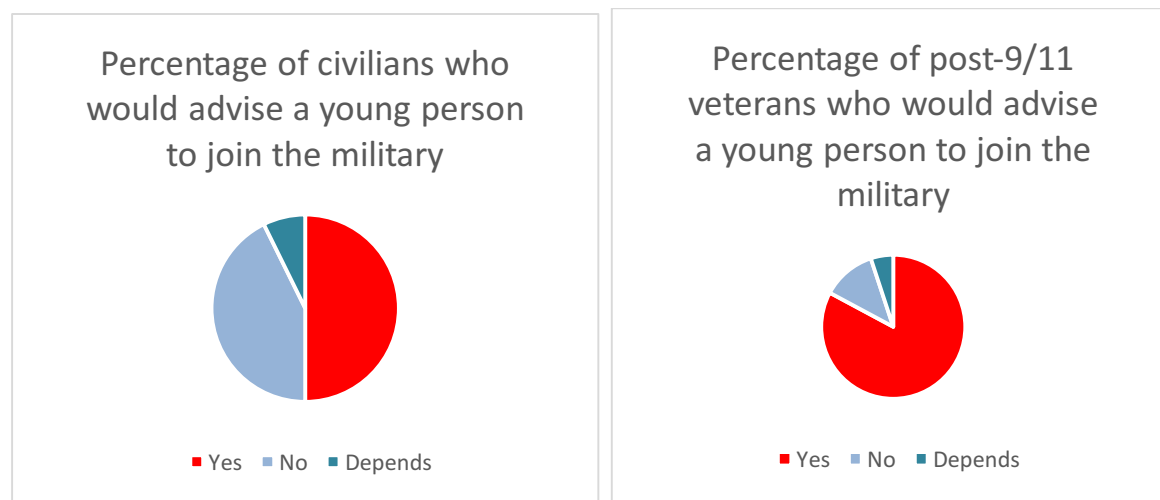 Percentage of civilians who
would advise a young person
to join the military
Yes No Depends
Percentage of post-9/11
veterans who would advise
a young person to join the
military
Yes No Depends